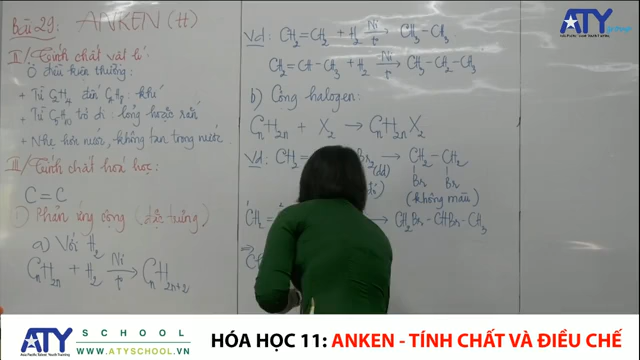 Bài 29: ANKEN (tt)
II/ Tính chất vật lí:
Ở điều kiện thường:
+ Từ C2H4 đến C4H8: khí
+ Từ C5H10 trở đi: lỏng hoặc rắn
+ Nhẹ hơn nước, không tan trong nước.
III/ Tính chất hoá học:
C = C
1) Phản ứng cộng (đặc trưng)
a) Với H2
CnH2n + H2 →(Ni, t°) CnH2n+2
Vd: CH2=CH2 + H2 →(Ni, t°) CH3-CH3
CH2=CH-CH3 + H2 →(Ni, t°) CH3-CH2-CH3
b) Cộng halogen:
CnH2n + X2 → CnH2nX2
Vd: CH2= Br2 → CH2-CH2
(dd) Br Br
(không màu)
CH2= → CH2Br-CHBr-CH3
⇒
ATY
ATY SCHOOL
WWW.ATYSCHOOL.VN
HÓA HỌC 11: ANKEN - TÍNH CHẤT VÀ ĐIỀU CHẾ